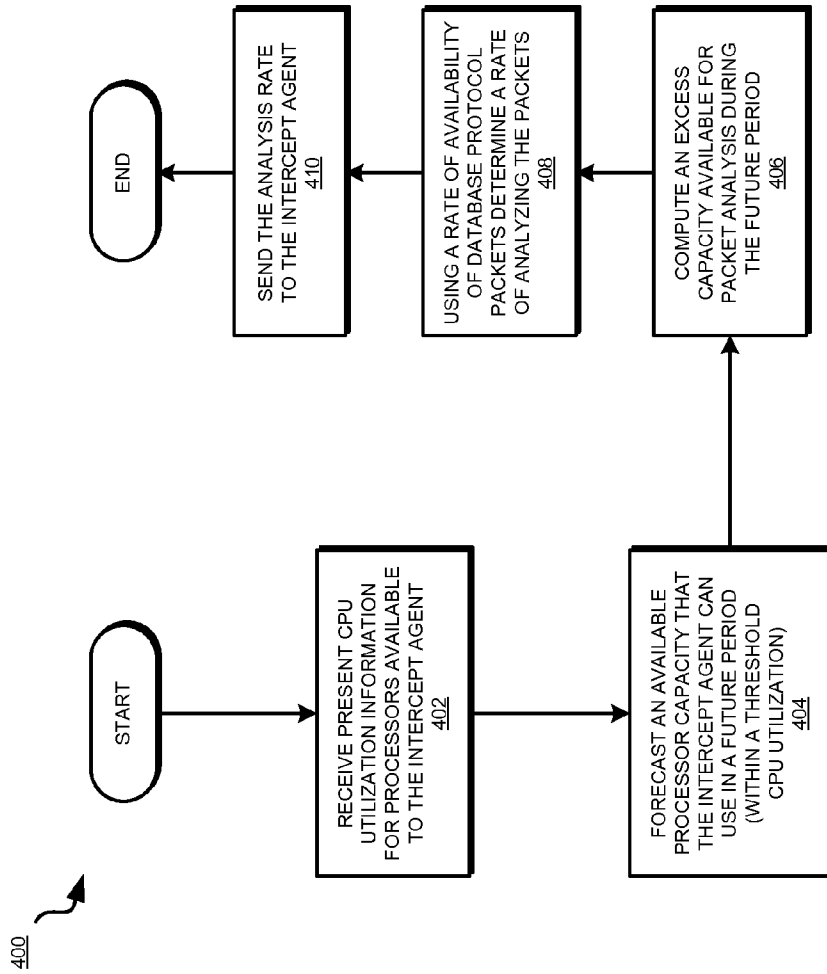 400
START
RECEIVE PRESENT CPU
UTILIZATION INFORMATION
FOR PROCESSORS AVAILABLE
TO THE INTERCEPT AGENT
402
FORECAST AN AVAILABLE
PROCESSOR CAPACITY THAT
THE INTERCEPT AGENT CAN
USE IN A FUTURE PERIOD
(WITHIN A THRESHOLD
CPU UTILIZATION)
404
COMPUTE AN EXCESS
CAPACITY AVAILABLE FOR
PACKET ANALYSIS DURING
THE FUTURE PERIOD
406
USING A RATE OF AVAILABILITY
OF DATABASE PROTOCOL
PACKETS DETERMINE A RATE
OF ANALYZING THE PACKETS
408
SEND THE ANALYSIS RATE
TO THE INTERCEPT AGENT
410
END